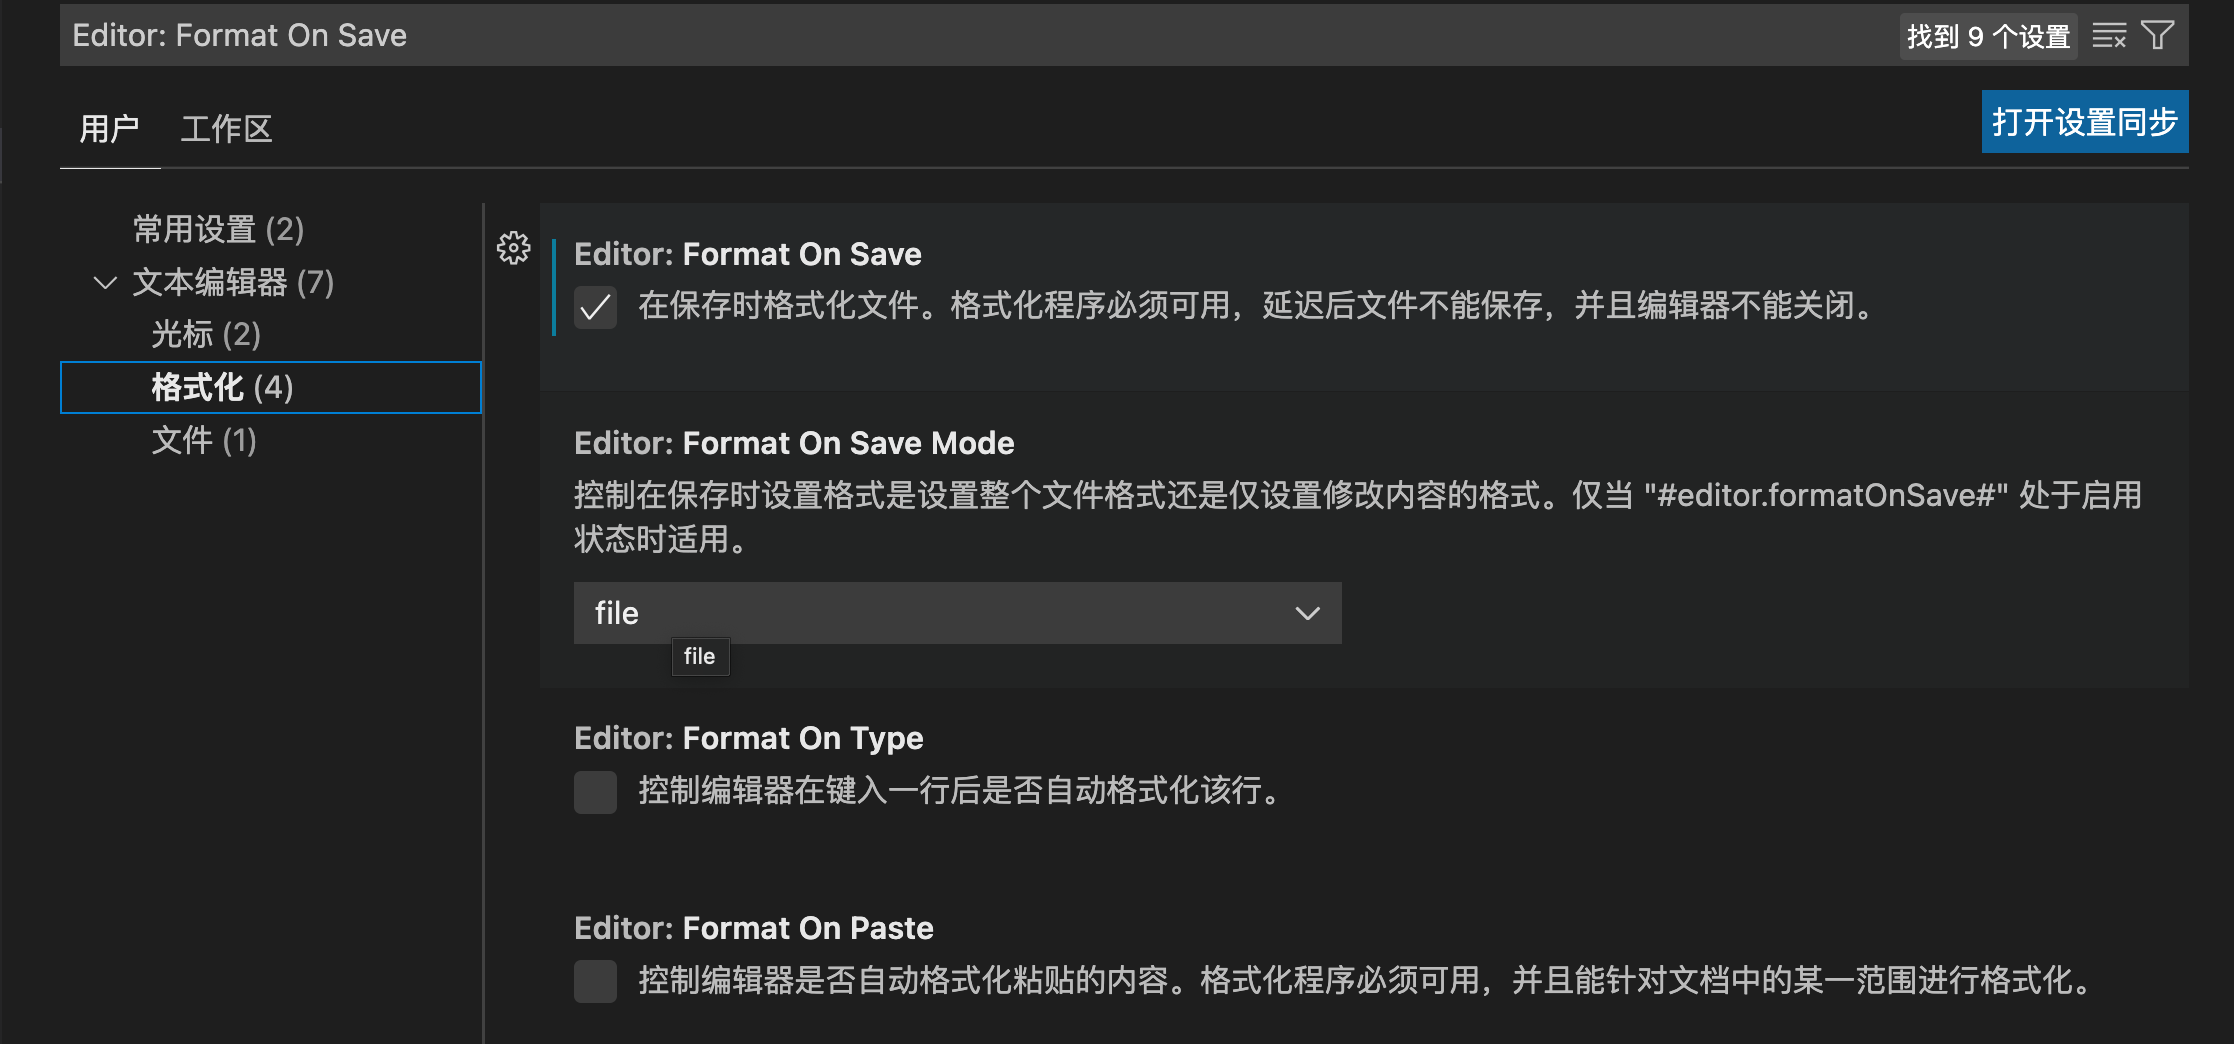 Editor: Format On Save
找到 9 个设置
用户
工作区
打开设置同步
常用设置 (2)
文本编辑器 (7)
光标 (2)
格式化 (4)
文件 (1)
Editor: Format On Save
在保存时格式化文件。格式化程序必须可用，延迟后文件不能保存，并且编辑器不能关闭。
Editor: Format On Save Mode
控制在保存时设置格式是设置整个文件格式还是仅设置修改内容的格式。仅当 "#editor.formatOnSave#" 处于启用
状态时适用。
file
file
Editor: Format On Type
控制编辑器在键入一行后是否自动格式化该行。
Editor: Format On Paste
控制编辑器是否自动格式化粘贴的内容。格式化程序必须可用，并且能针对文档中的某一范围进行格式化。